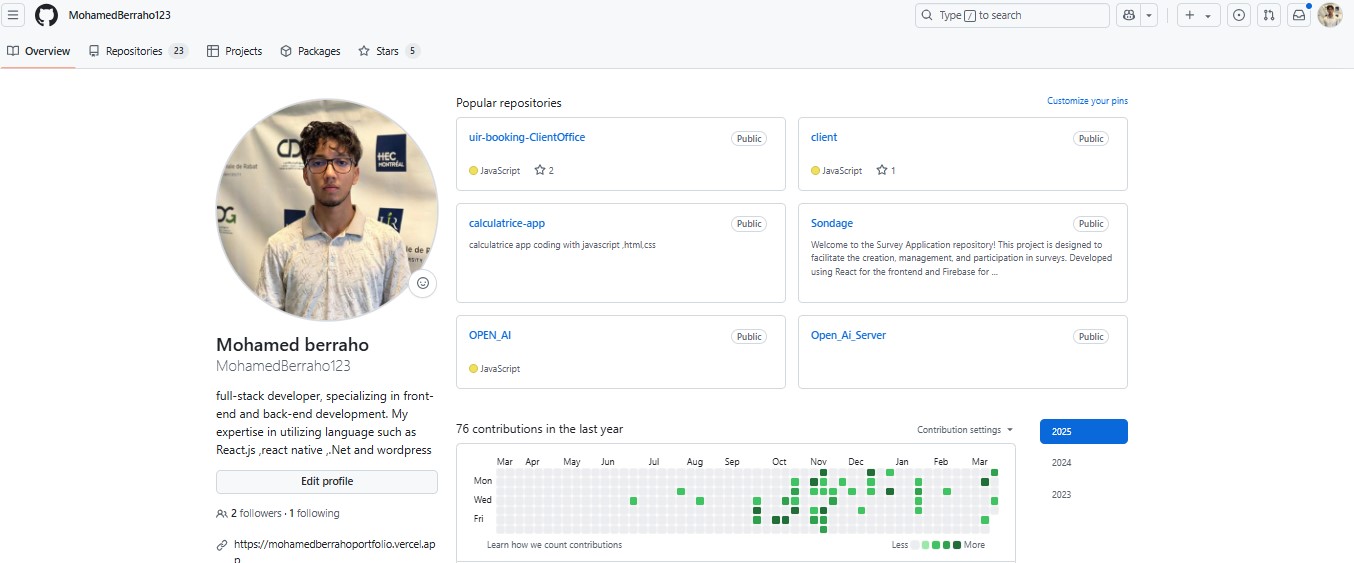 MohamedBerraho123
Type / to search
Overview
Repositories 23
Projects
Packages
Stars 5
HEC
MONTRÉAL
UIR
Mohamed berraho
MohamedBerraho123
full-stack developer, specializing in front-
end and back-end development. My
expertise in utilizing language such as
React.js ,react native ,.Net and wordpress
Edit profile
2 followers · 1 following
https://mohamedberrahoportfolio.vercel.ap
p
Popular repositories
Customize your pins
uir-booking-ClientOffice
Public
JavaScript 2
client
Public
JavaScript 1
calculatrice-app
Public
calculatrice app coding with javascript ,html,css
Sondage
Public
Welcome to the Survey Application repository! This project is designed to
facilitate the creation, management, and participation in surveys. Developed
using React for the frontend and Firebase for ...
OPEN_AI
Public
JavaScript
Open_Ai_Server
Public
76 contributions in the last year
Contribution settings
Mar Apr May Jun Jul Aug Sep Oct Nov Dec Jan Feb Mar
Mon
Wed
Fri
Learn how we count contributions
Less More
2025
2024
2023